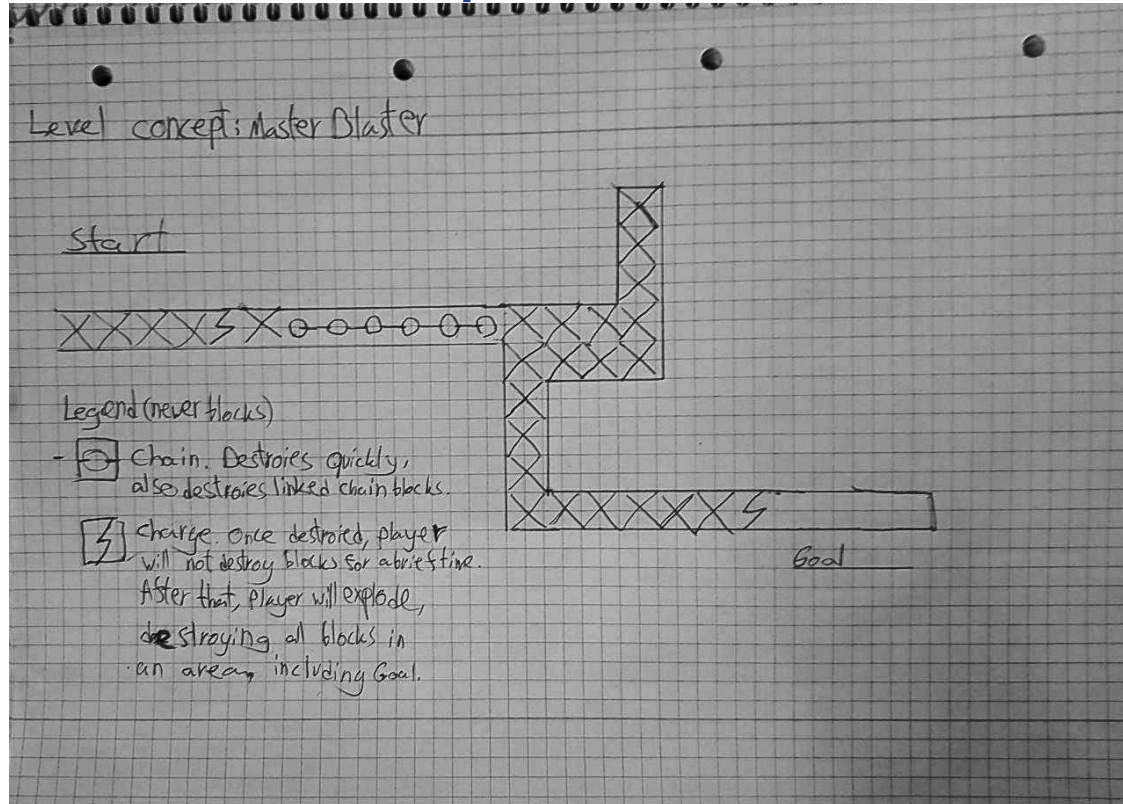 Level concept: Master Blaster
Start
Legend (never blocks)
- Chain. Destroies quickly,
also destroies linked chain blocks.
Charge. Once destroied, player
will not destroy blocks for a brief time.
After that, player will explode,
destroying all blocks in
an area, including Goal.
Goal